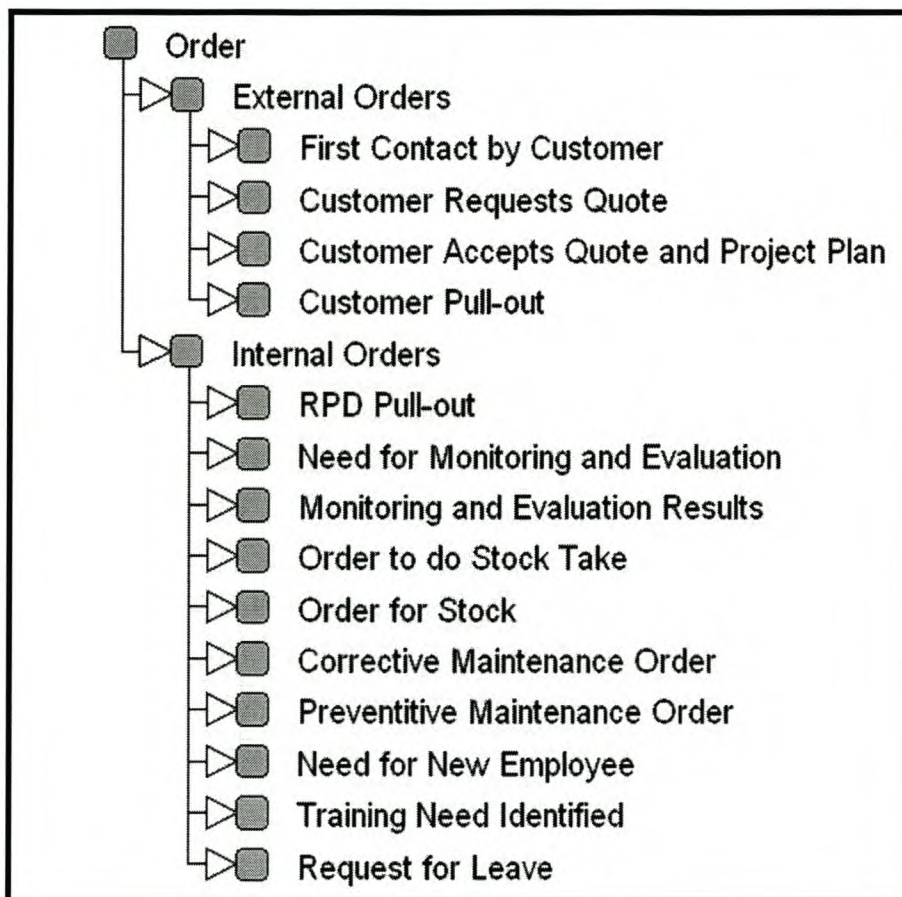 Order
External Orders
First Contact by Customer
Customer Requests Quote
Customer Accepts Quote and Project Plan
Customer Pull-out
Internal Orders
RPD Pull-out
Need for Monitoring and Evaluation
Monitoring and Evaluation Results
Order to do Stock Take
Order for Stock
Corrective Maintenance Order
Preventitive Maintenance Order
Need for New Employee
Training Need Identified
Request for Leave